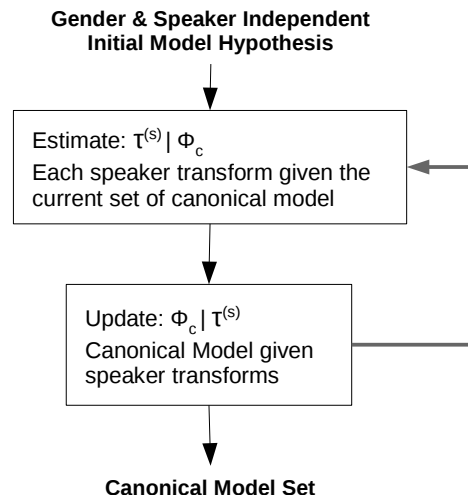 Gender & Speaker Independent
Initial Model Hypothesis
Estimate: τ⁽ˢ⁾ | Φ_c
Each speaker transform given the
current set of canonical model
Update: Φ_c | τ⁽ˢ⁾
Canonical Model given
speaker transforms
Canonical Model Set